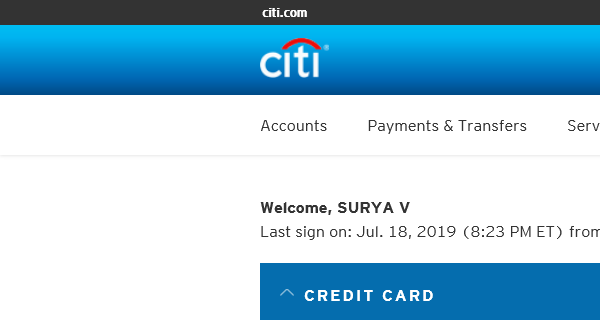 citi.com
citi
Accounts Payments & Transfers Serv
Welcome, SURYA V
Last sign on: Jul. 18, 2019 (8:23 PM ET) from
CREDIT CARD